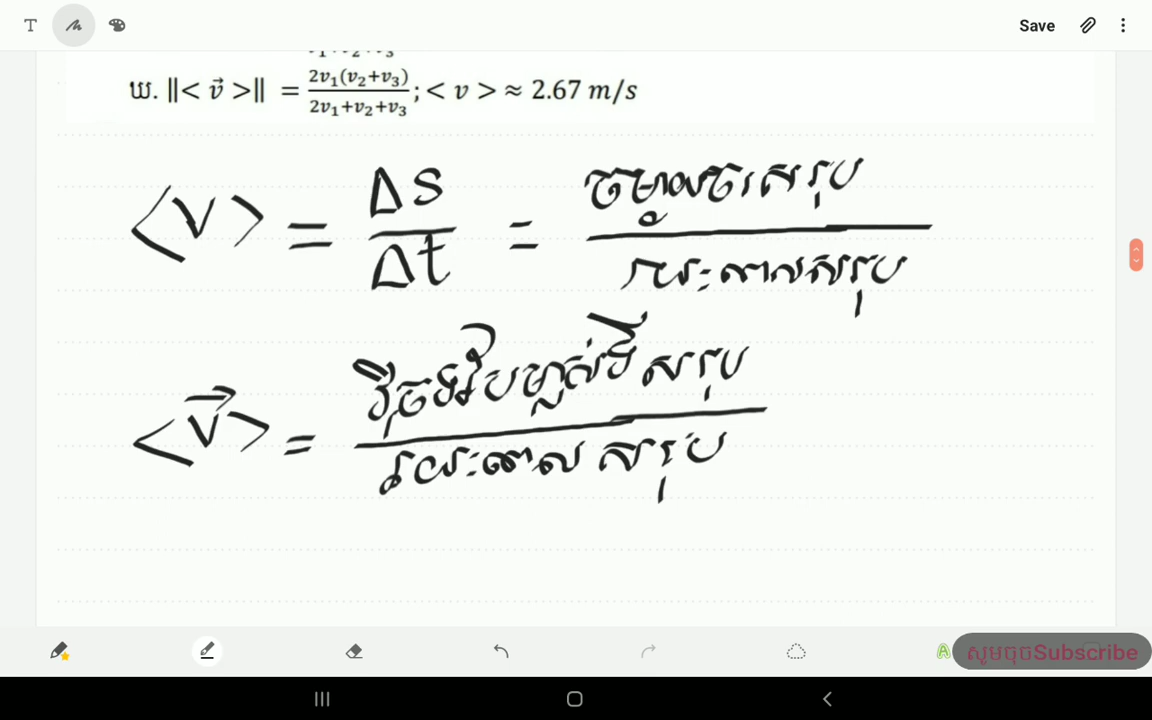 T Save
ឃ. ‖< v⃗ >‖ = 2v₁(v₂+v₃) / 2v₁+v₂+v₃ ; < v > ≈ 2.67 m/s
⟨v⟩ = Δs / Δt = ចម្ងាយចរសរុប / រយៈពេលសរុប
⟨v⃗⟩ = វ៉ិចទ័របម្លាស់ទីសរុប / រយៈពេលសរុប
A សូមចុចSubscribe